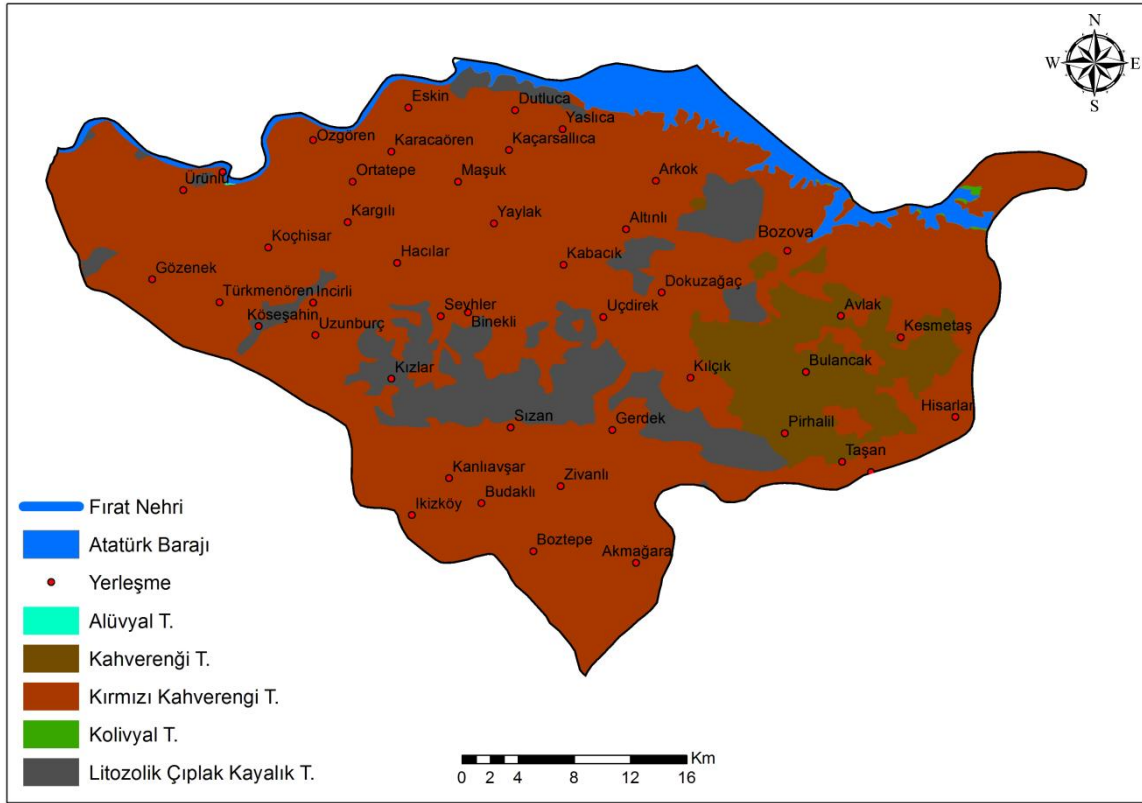 N
W E
S
Eskin
Dutluca
Yaslıca
Özgören
Karacaören
Kaçarsallıca
Ürünlü
Ortatepe
Maşuk
Arkok
Kargılı
Yaylak
Altınlı
Koçhisar
Bozova
Hacılar
Kabacık
Gözenek
Dokuzağaç
Türkmenören
İncirli
Seyhler
Binekli
Uçdirek
Avlak
Köseşahin
Uzunburç
Kesmetaş
Kızlar
Kılçık
Bulancak
Sızan
Gerdek
Pirhalil
Hisarlar
Taşan
Kanlıavşar
Zivanlı
Ikizköy
Budaklı
Boztepe
Akmağara
Fırat Nehri
Atatürk Barajı
Yerleşme
Alüvyal T.
Kahverenği T.
Kırmızı Kahverengi T.
Kolivyal T.
Litozolik Çıplak Kayalık T.
Km
0 2 4 8 12 16